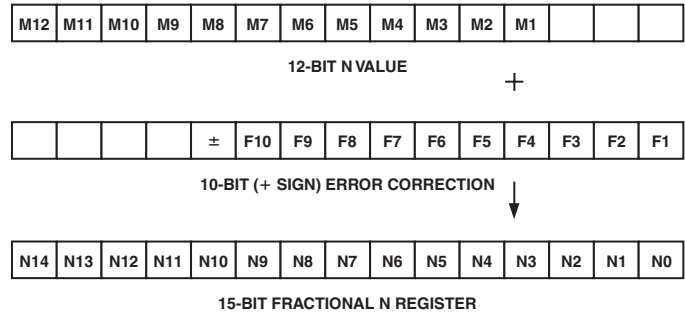 M12 M11 M10 M9 M8 M7 M6 M5 M4 M3 M2 M1
12-BIT N VALUE
+
± F10 F9 F8 F7 F6 F5 F4 F3 F2 F1
10-BIT (+ SIGN) ERROR CORRECTION
N14 N13 N12 N11 N10 N9 N8 N7 N6 N5 N4 N3 N2 N1 N0
15-BIT FRACTIONAL N REGISTER